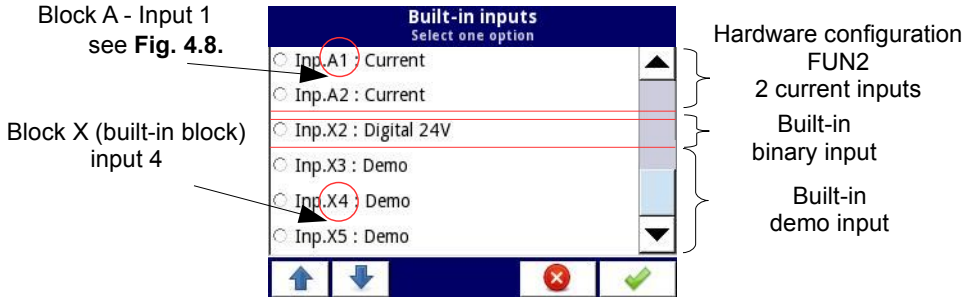 Block A - Input 1
see Fig. 4.8.
Block X (built-in block)
input 4
Built-in inputs
Select one option
Inp.A1 : Current
Inp.A2 : Current
Inp.X2 : Digital 24V
Inp.X3 : Demo
Inp.X4 : Demo
Inp.X5 : Demo
Hardware configuration
FUN2
2 current inputs
Built-in
binary input
Built-in
demo input